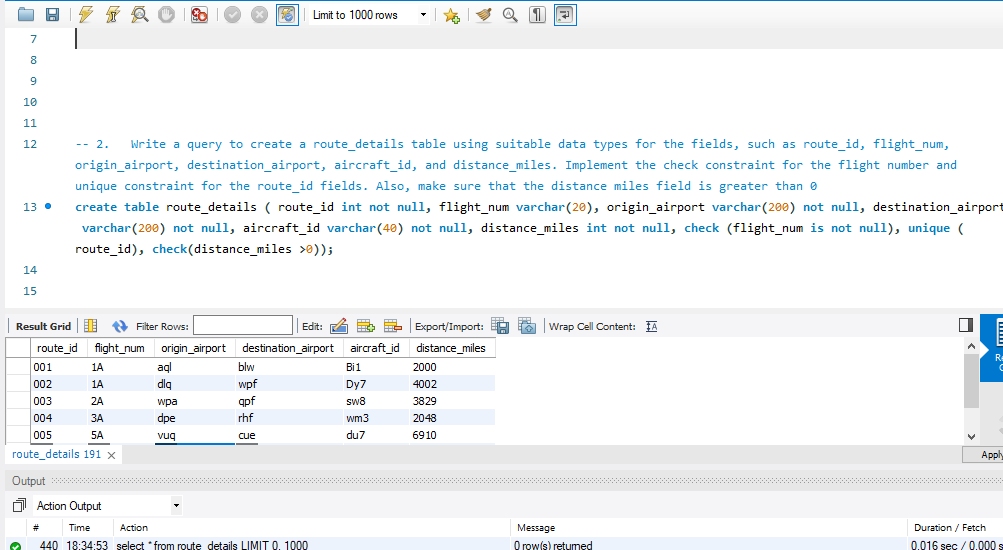 Limit to 1000 rows
7
8
9
10
11
12 -- 2. Write a query to create a route_details table using suitable data types for the fields, such as route_id, flight_num,
origin_airport, destination_airport, aircraft_id, and distance_miles. Implement the check constraint for the flight number and
unique constraint for the route_id fields. Also, make sure that the distance miles field is greater than 0
13 create table route_details ( route_id int not null, flight_num varchar(20), origin_airport varchar(200) not null, destination_airport
varchar(200) not null, aircraft_id varchar(40) not null, distance_miles int not null, check (flight_num is not null), unique (
route_id), check(distance_miles >0));
14
15
Result Grid Filter Rows: Edit: Export/Import: Wrap Cell Content:
route_id flight_num origin_airport destination_airport aircraft_id distance_miles
001 1A aql blw Bi1 2000
002 1A dlq wpf Dy7 4002
003 2A wpa qpf sw8 3829
004 3A dpe rhf wm3 2048
005 5A vuq cue du7 6910
route_details 191
Apply
Output
Action Output
# Time Action Message Duration / Fetch
440 18:34:53 select * from route_details LIMIT 0, 1000 0 row(s) returned 0.016 sec / 0.000 s